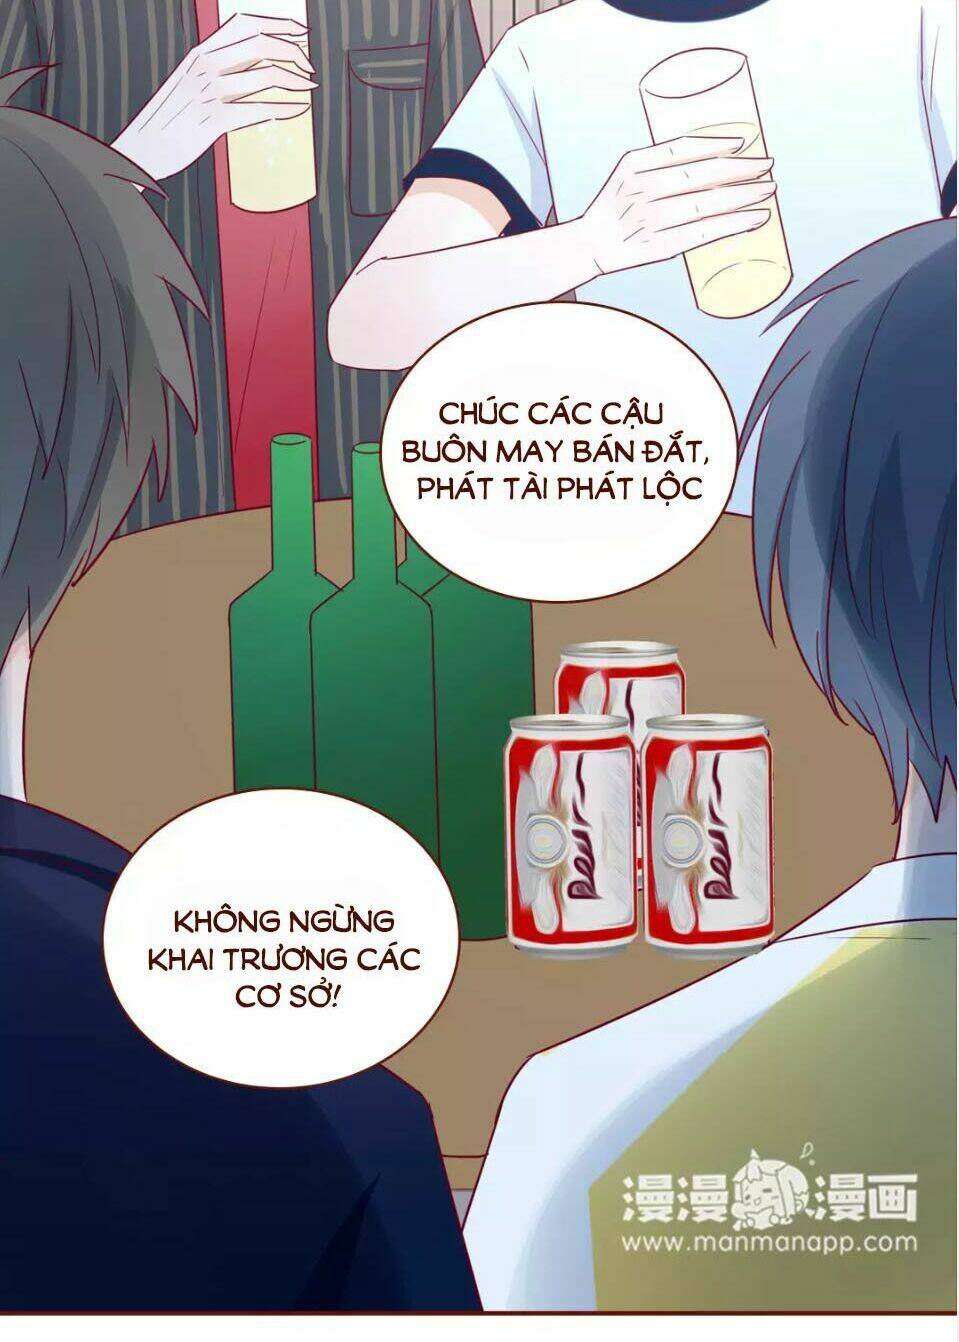 CHÚC CÁC CẬU
BUÔN MAY BÁN ĐẮT,
PHÁT TÀI PHÁT LỘC
KHÔNG NGỪNG
KHAI TRƯƠNG CÁC
CƠ SỞ!
漫漫漫画
www.manmanapp.com